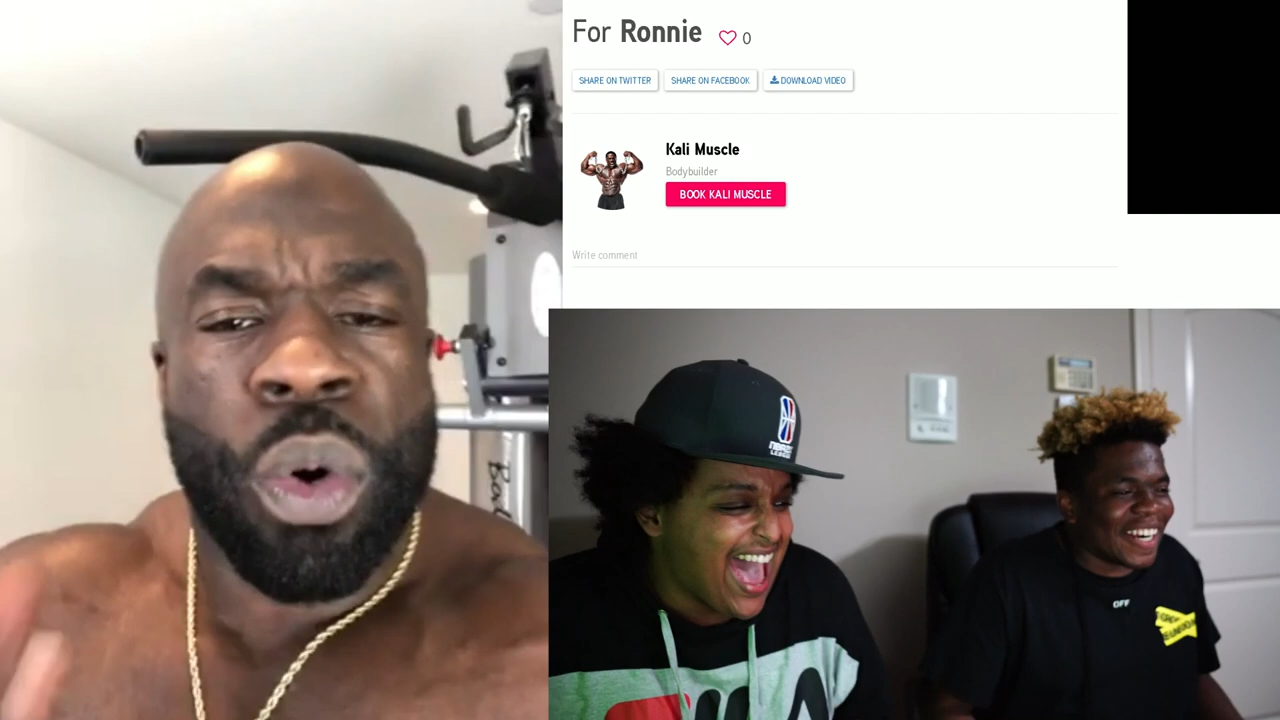 For Ronnie 0
SHARE ON TWITTER SHARE ON FACEBOOK DOWNLOAD VIDEO
Kali Muscle
Bodybuilder
BOOK KALI MUSCLE
Write comment
LEAGUE
OFF